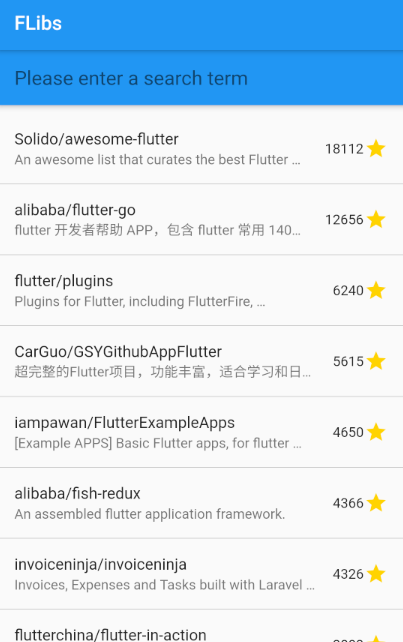 FLibs
Please enter a search term
Solido/awesome-flutter
An awesome list that curates the best Flutter ...
18112
alibaba/flutter-go
flutter 开发者帮助 APP，包含 flutter 常用 140...
12656
flutter/plugins
Plugins for Flutter, including FlutterFire, ...
6240
CarGuo/GSYGithubAppFlutter
超完整的Flutter项目，功能丰富，适合学习和日...
5615
iampawan/FlutterExampleApps
[Example APPS] Basic Flutter apps, for flutter ...
4650
alibaba/fish-redux
An assembled flutter application framework.
4366
invoiceninja/invoiceninja
Invoices, Expenses and Tasks built with Laravel ...
4326
flutterchina/flutter-in-action